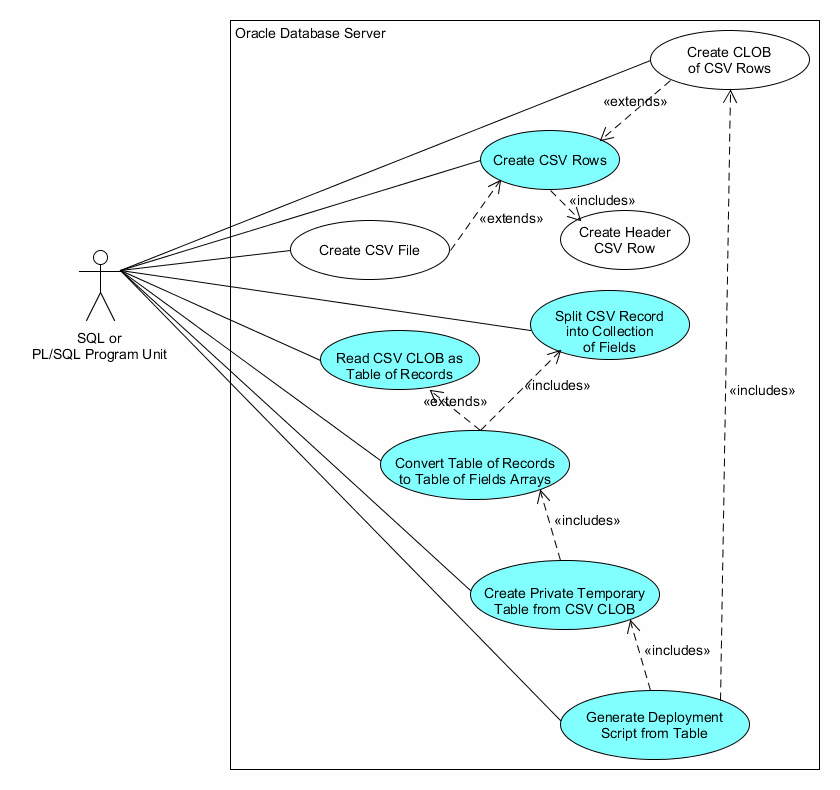 Oracle Database Server
Create CLOB
of CSV Rows
«extends»
Create CSV Rows
«includes»
«extends»
Create Header
CSV Row
Create CSV File
SQL or
PL/SQL Program Unit
Split CSV Record
into Collection
of Fields
Read CSV CLOB as
Table of Records
«includes»
«includes»
«extends»
Convert Table of Records
to Table of Fields Arrays
«includes»
Create Private Temporary
Table from CSV CLOB
«includes»
Generate Deployment
Script from Table